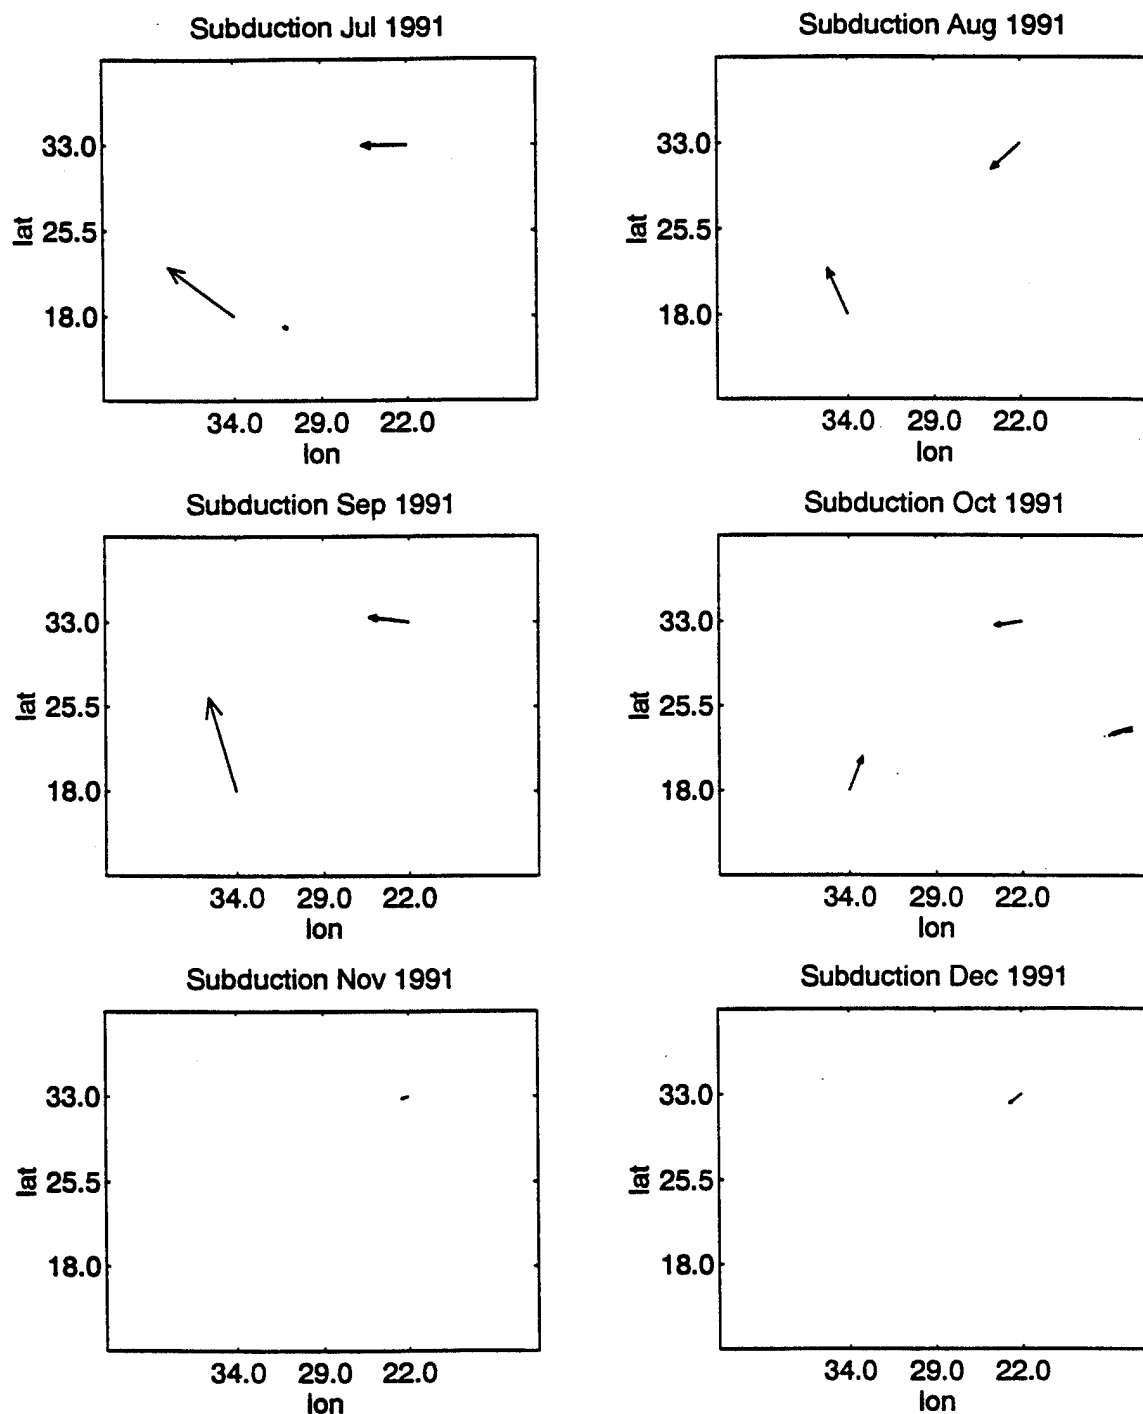 Subduction Jul 1991
33.0
25.5
18.0
lat
34.0 29.0 22.0
lon
Subduction Aug 1991
33.0
25.5
18.0
lat
34.0 29.0 22.0
lon
Subduction Sep 1991
33.0
25.5
18.0
lat
34.0 29.0 22.0
lon
Subduction Oct 1991
33.0
25.5
18.0
lat
34.0 29.0 22.0
lon
Subduction Nov 1991
33.0
25.5
18.0
lat
34.0 29.0 22.0
lon
Subduction Dec 1991
33.0
25.5
18.0
lat
34.0 29.0 22.0
lon